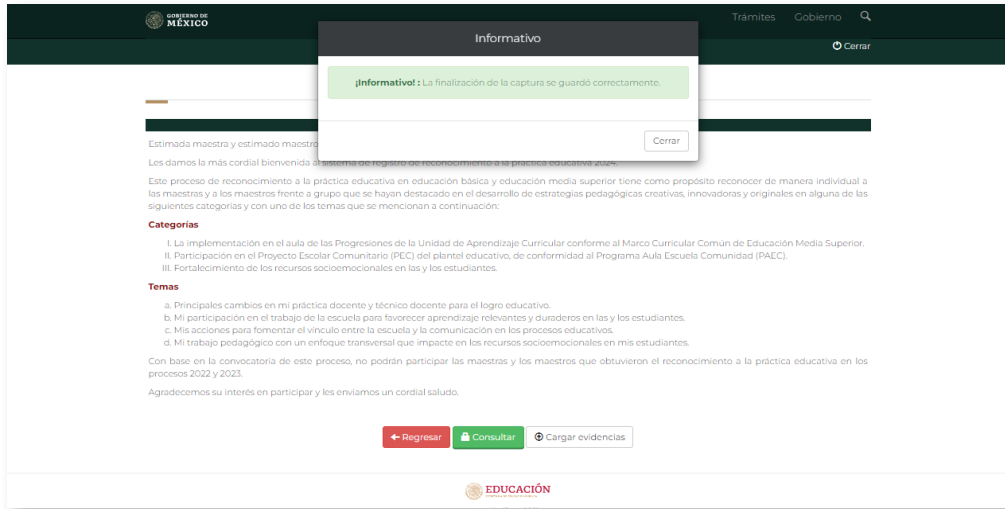 GOBIERNO DE
MÉXICO
Trámites Gobierno
Cerrar
Informativo
¡Informativo! : La finalización de la captura se guardó correctamente.
Cerrar
Estimada maestra y estimado maestro
Les damos la más cordial bienvenida al sistema de registro de reconocimiento a la práctica educativa 2024.
Este proceso de reconocimiento a la práctica educativa en educación básica y educación media superior tiene como propósito reconocer de manera individual a
las maestras y a los maestros frente a grupo que se hayan destacado en el desarrollo de estrategias pedagógicas creativas, innovadoras y originales en alguna de las
siguientes categorías y con uno de los temas que se mencionan a continuación:
Categorías
I. La implementación en el aula de las Progresiones de la Unidad de Aprendizaje Curricular conforme al Marco Curricular Común de Educación Media Superior.
II. Participación en el Proyecto Escolar Comunitario (PEC) del plantel educativo, de conformidad al Programa Aula Escuela Comunidad (PAEC).
III. Fortalecimiento de los recursos socioemocionales en las y los estudiantes.
Temas
a. Principales cambios en mi práctica docente y técnico docente para el logro educativo.
b. Mi participación en el trabajo de la escuela para favorecer aprendizaje relevantes y duraderos en las y los estudiantes.
c. Mis acciones para fomentar el vínculo entre la escuela y la comunicación en los procesos educativos.
d. Mi trabajo pedagógico con un enfoque transversal que impacte en los recursos socioemocionales en mis estudiantes.
Con base en la convocatoria de este proceso, no podrán participar las maestras y los maestros que obtuvieron el reconocimiento a la práctica educativa en los
procesos 2022 y 2023.
Agradecemos su interés en participar y les enviamos un cordial saludo.
Regresar Consultar Cargar evidencias
EDUCACIÓN